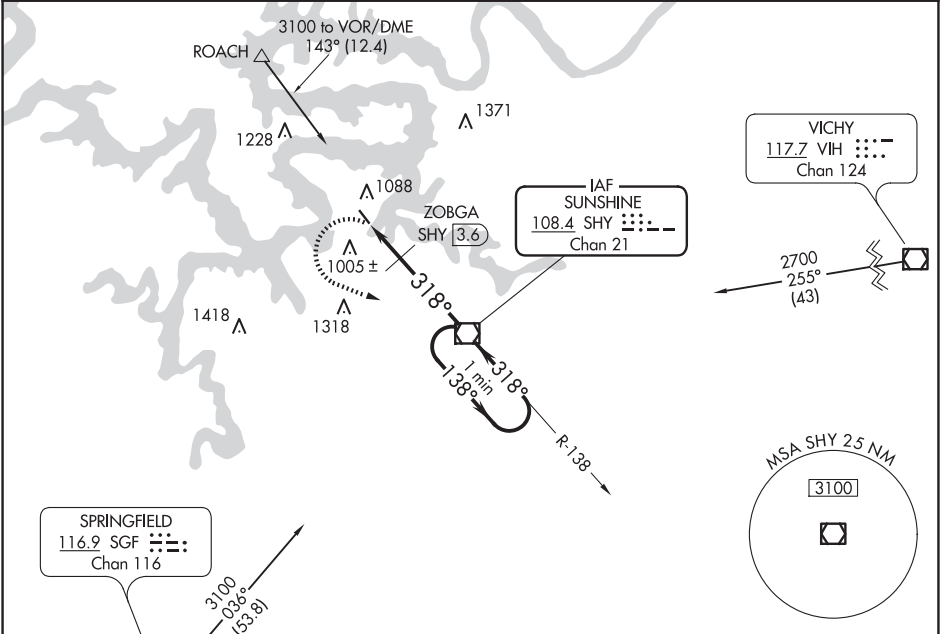 3100 to VOR/DME
143° (12.4)
ROACH
1371
1228
VICHY
117.7 VIH
Chan 124
1088
IAF
SUNSHINE
108.4 SHY
Chan 21
ZOBGA
SHY 3.6
1005 ±
2700
255°
(43)
318°
1418
1318
318°
1 min
138°
R-138
MSA SHY 25 NM
3100
SPRINGFIELD
116.9 SGF
Chan 116
3100
036°
(53.8)